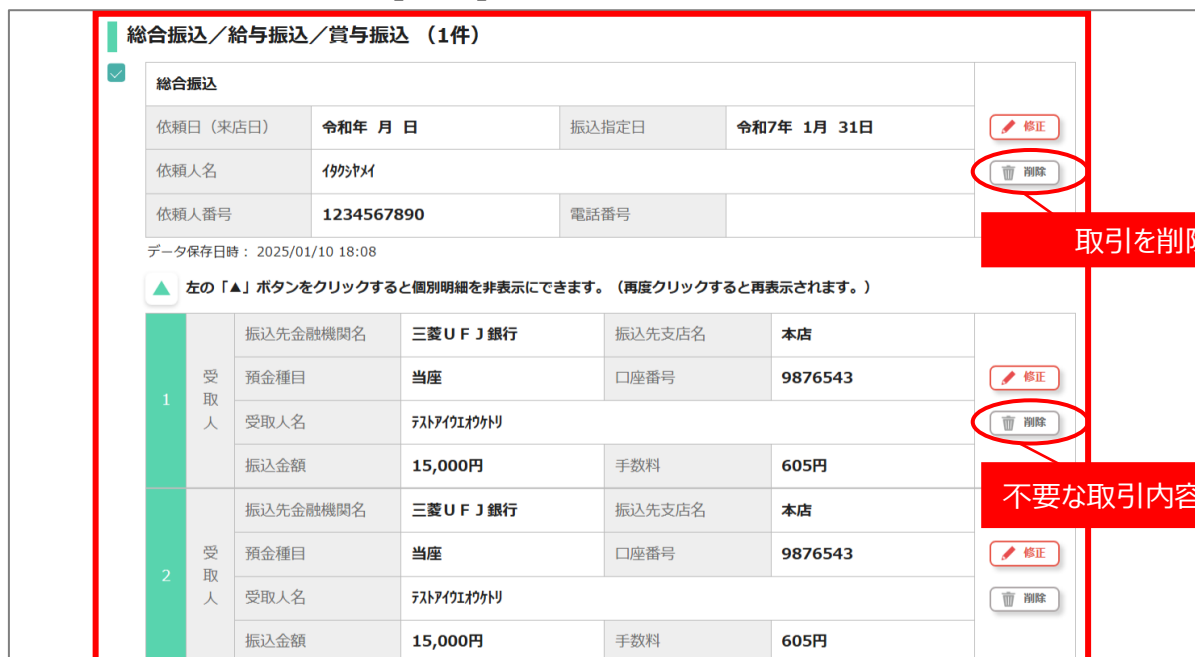 総合振込／給与振込／賞与振込 （1件）
総合振込
依頼日（来店日） 令和年 月 日 振込指定日 令和7年 1月 31日 修正
依頼人名 ｲﾀｸｼﾔﾒｲ 削除
依頼人番号 1234567890 電話番号
取引を削除
データ保存日時： 2025/01/10 18:08
▲ 左の「▲」ボタンをクリックすると個別明細を非表示にできます。（再度クリックすると再表示されます。）
1 受取人
振込先金融機関名 三菱ＵＦＪ銀行 振込先支店名 本店
預金種目 当座 口座番号 9876543 修正
受取人名 ﾃｽﾄｱｲｳｴｵｳｹﾄﾘ 削除
振込金額 15,000円 手数料 605円
不要な取引内容
2 受取人
振込先金融機関名 三菱ＵＦＪ銀行 振込先支店名 本店
預金種目 当座 口座番号 9876543 修正
受取人名 ﾃｽﾄｱｲｳｴｵｳｹﾄﾘ 削除
振込金額 15,000円 手数料 605円